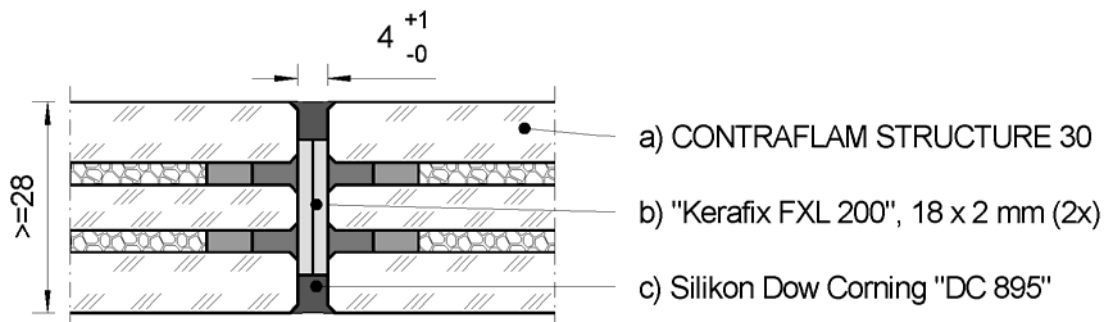 4 +1 -0
a) CONTRAFLAM STRUCTURE 30
>=28
b) "Kerafix FXL 200", 18 x 2 mm (2x)
c) Silikon Dow Corning "DC 895"